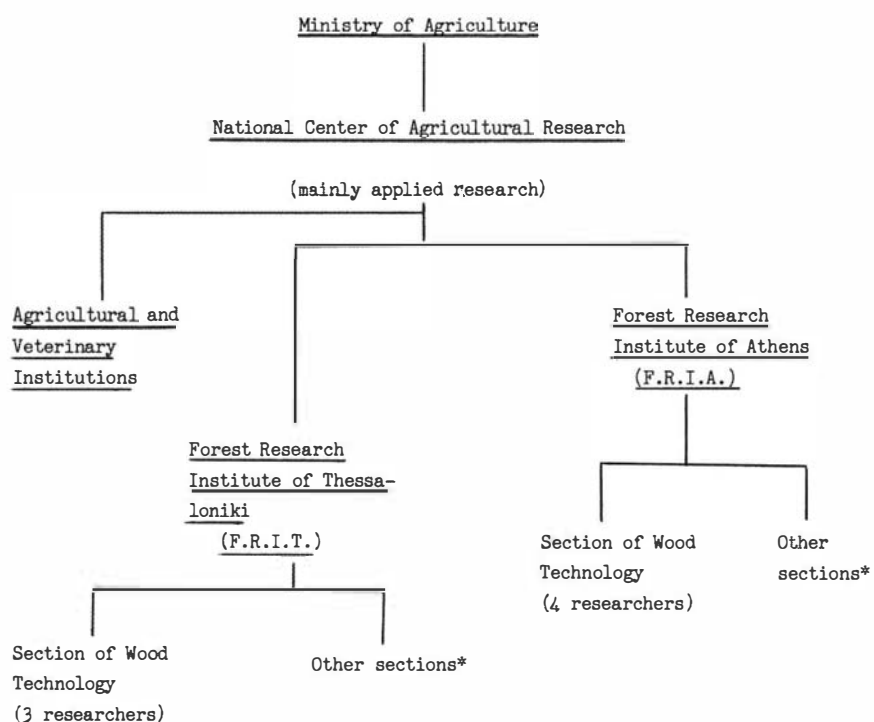 Ministry of Agriculture
National Center of Agricultural Research
(mainly applied research)
Agricultural and
Veterinary
Institutions
Forest Research
Institute of Athens
(F.R.I.A.)
Forest Research
Institute of Thessa-
loniki
(F.R.I.T.)
Section of Wood
Technology
(4 researchers)
Other
sections*
Section of Wood
Technology
(3 researchers)
Other sections*